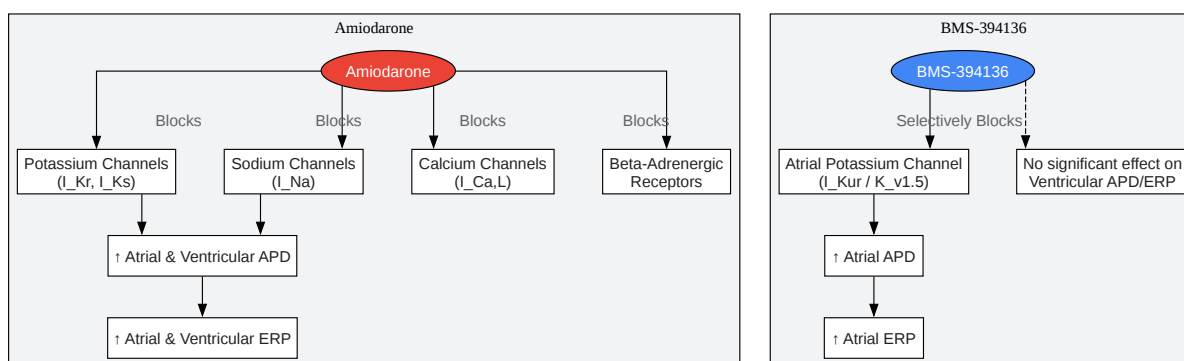 Amiodarone
Amiodarone
Blocks
Blocks
Blocks
Blocks
Potassium Channels
(I_Kr, I_Ks)
Sodium Channels
(I_Na)
Calcium Channels
(I_Ca,L)
Beta-Adrenergic
Receptors
↑ Atrial & Ventricular APD
↑ Atrial & Ventricular ERP
BMS-394136
BMS-394136
Selectively Blocks
Atrial Potassium Channel
(I_Kur / K_v1.5)
No significant effect on
Ventricular APD/ERP
↑ Atrial APD
↑ Atrial ERP